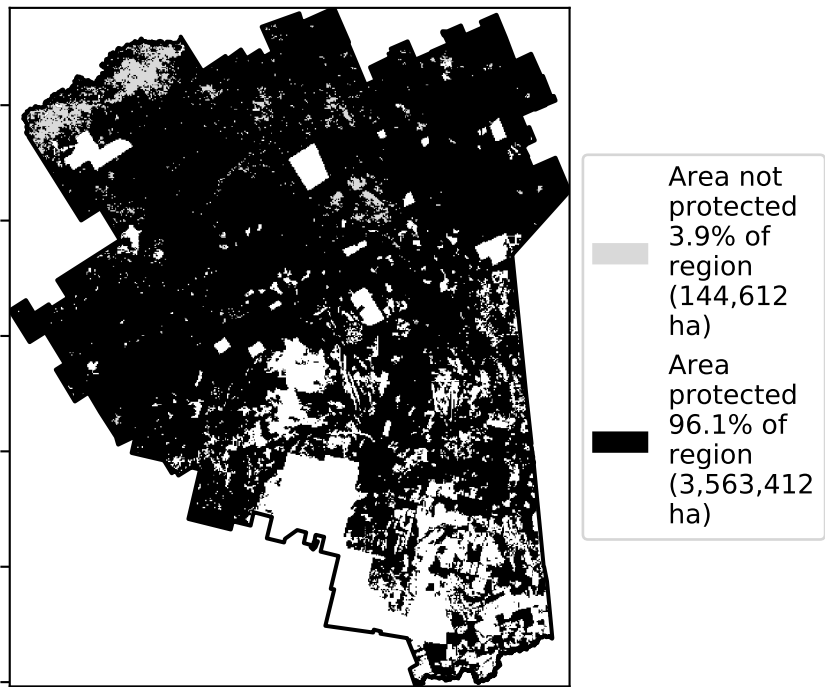 Area not
protected
3.9% of
region
(144,612
ha)
Area
protected
96.1% of
region
(3,563,412
ha)